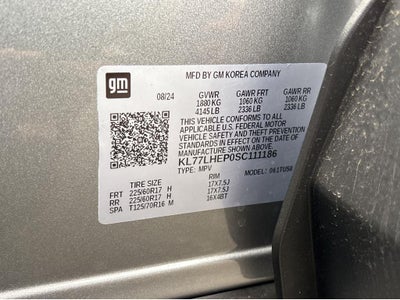 gm
MFD BY GM KOREA COMPANY
08/24 GVWR GAWR FRT GAWR RR
1880 KG 1060 KG 1060 KG
4145 LB 2336 LB 2336 LB
THIS VEHICLE CONFORMS TO ALL APPLICABLE
U.S. FEDERAL MOTOR
VEHICLE SAFETY AND THEFT PREVENTION
STANDARDS IN EFFECT ON THE DATE OF
MANUFACTURE SHOWN ABOVE.
KL77LHEP0SC111186
TYPE: MPV MODEL:
TIRE SIZE RIM
FRT 225/60R17 H 17X7.5J
RR 225/60R17 H 17X7.5J
SPA T125/70R16 M 16X4BT